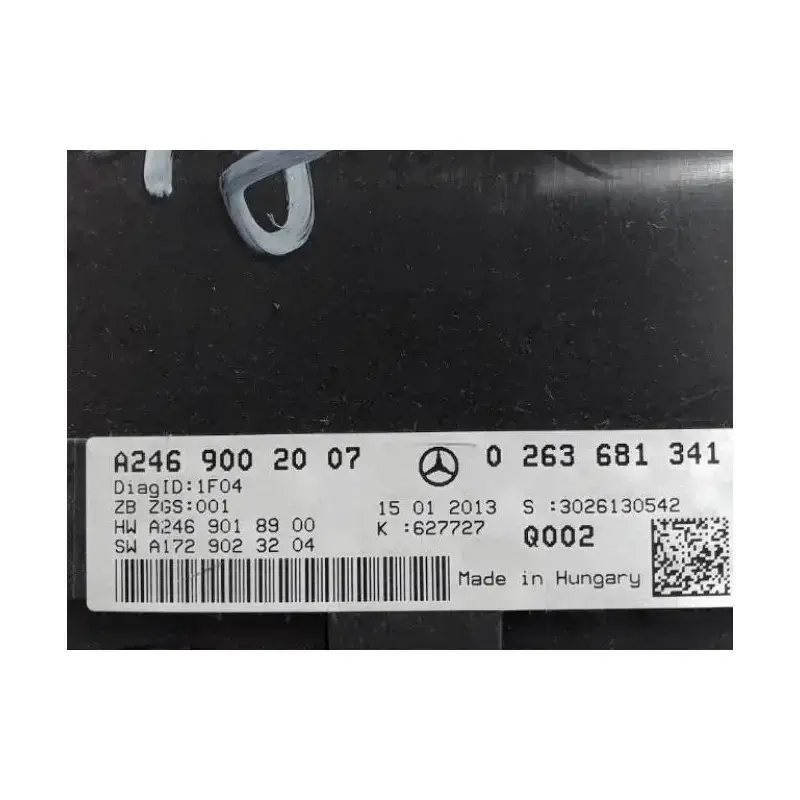 A246 900 20 07 0 263 681 341
DiagID:1F04
ZB ZGS:001 15 01 2013 S :3026130542
HW A246 901 89 00 K :627727 Q002
SW A172 902 32 04
Made in Hungary